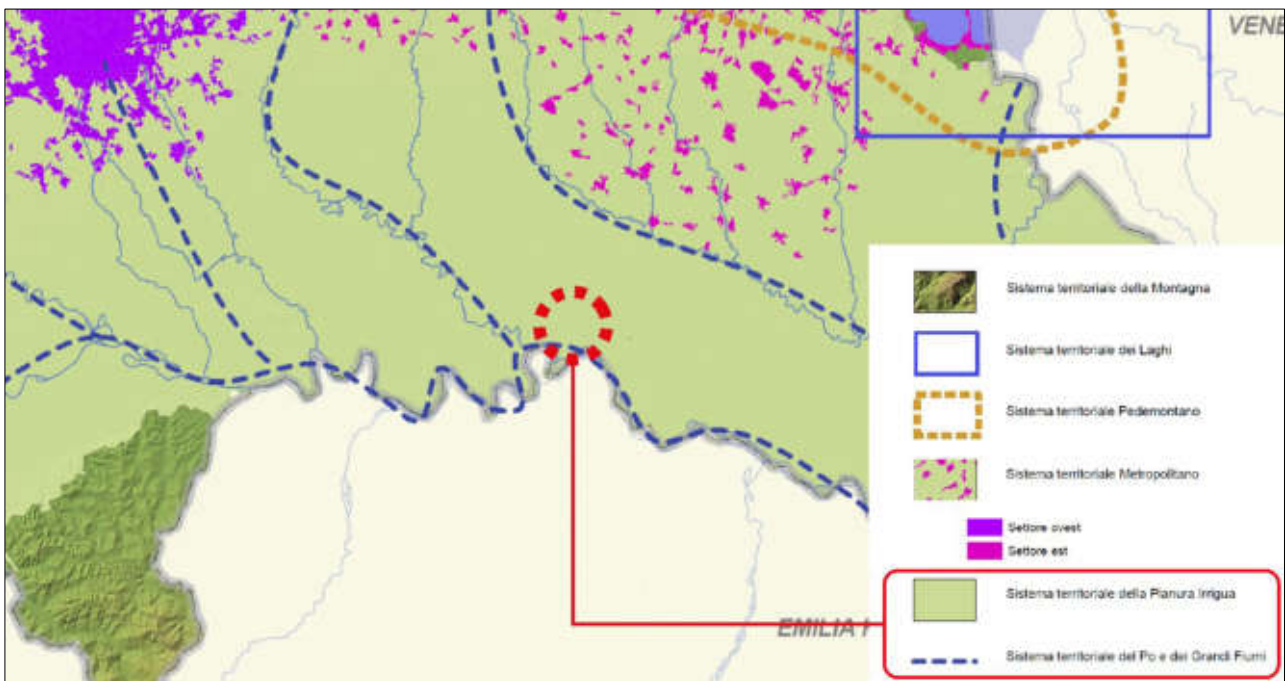 VENE
Sistema territoriale della Montagna
Sistema territoriale dei Laghi
Sistema territoriale Pedemontano
Sistema territoriale Metropolitano
Settore ovest
Settore est
Sistema territoriale della Pianura Irrigua
EMILIA
Sistema territoriale del Po e dei Grandi Fiumi